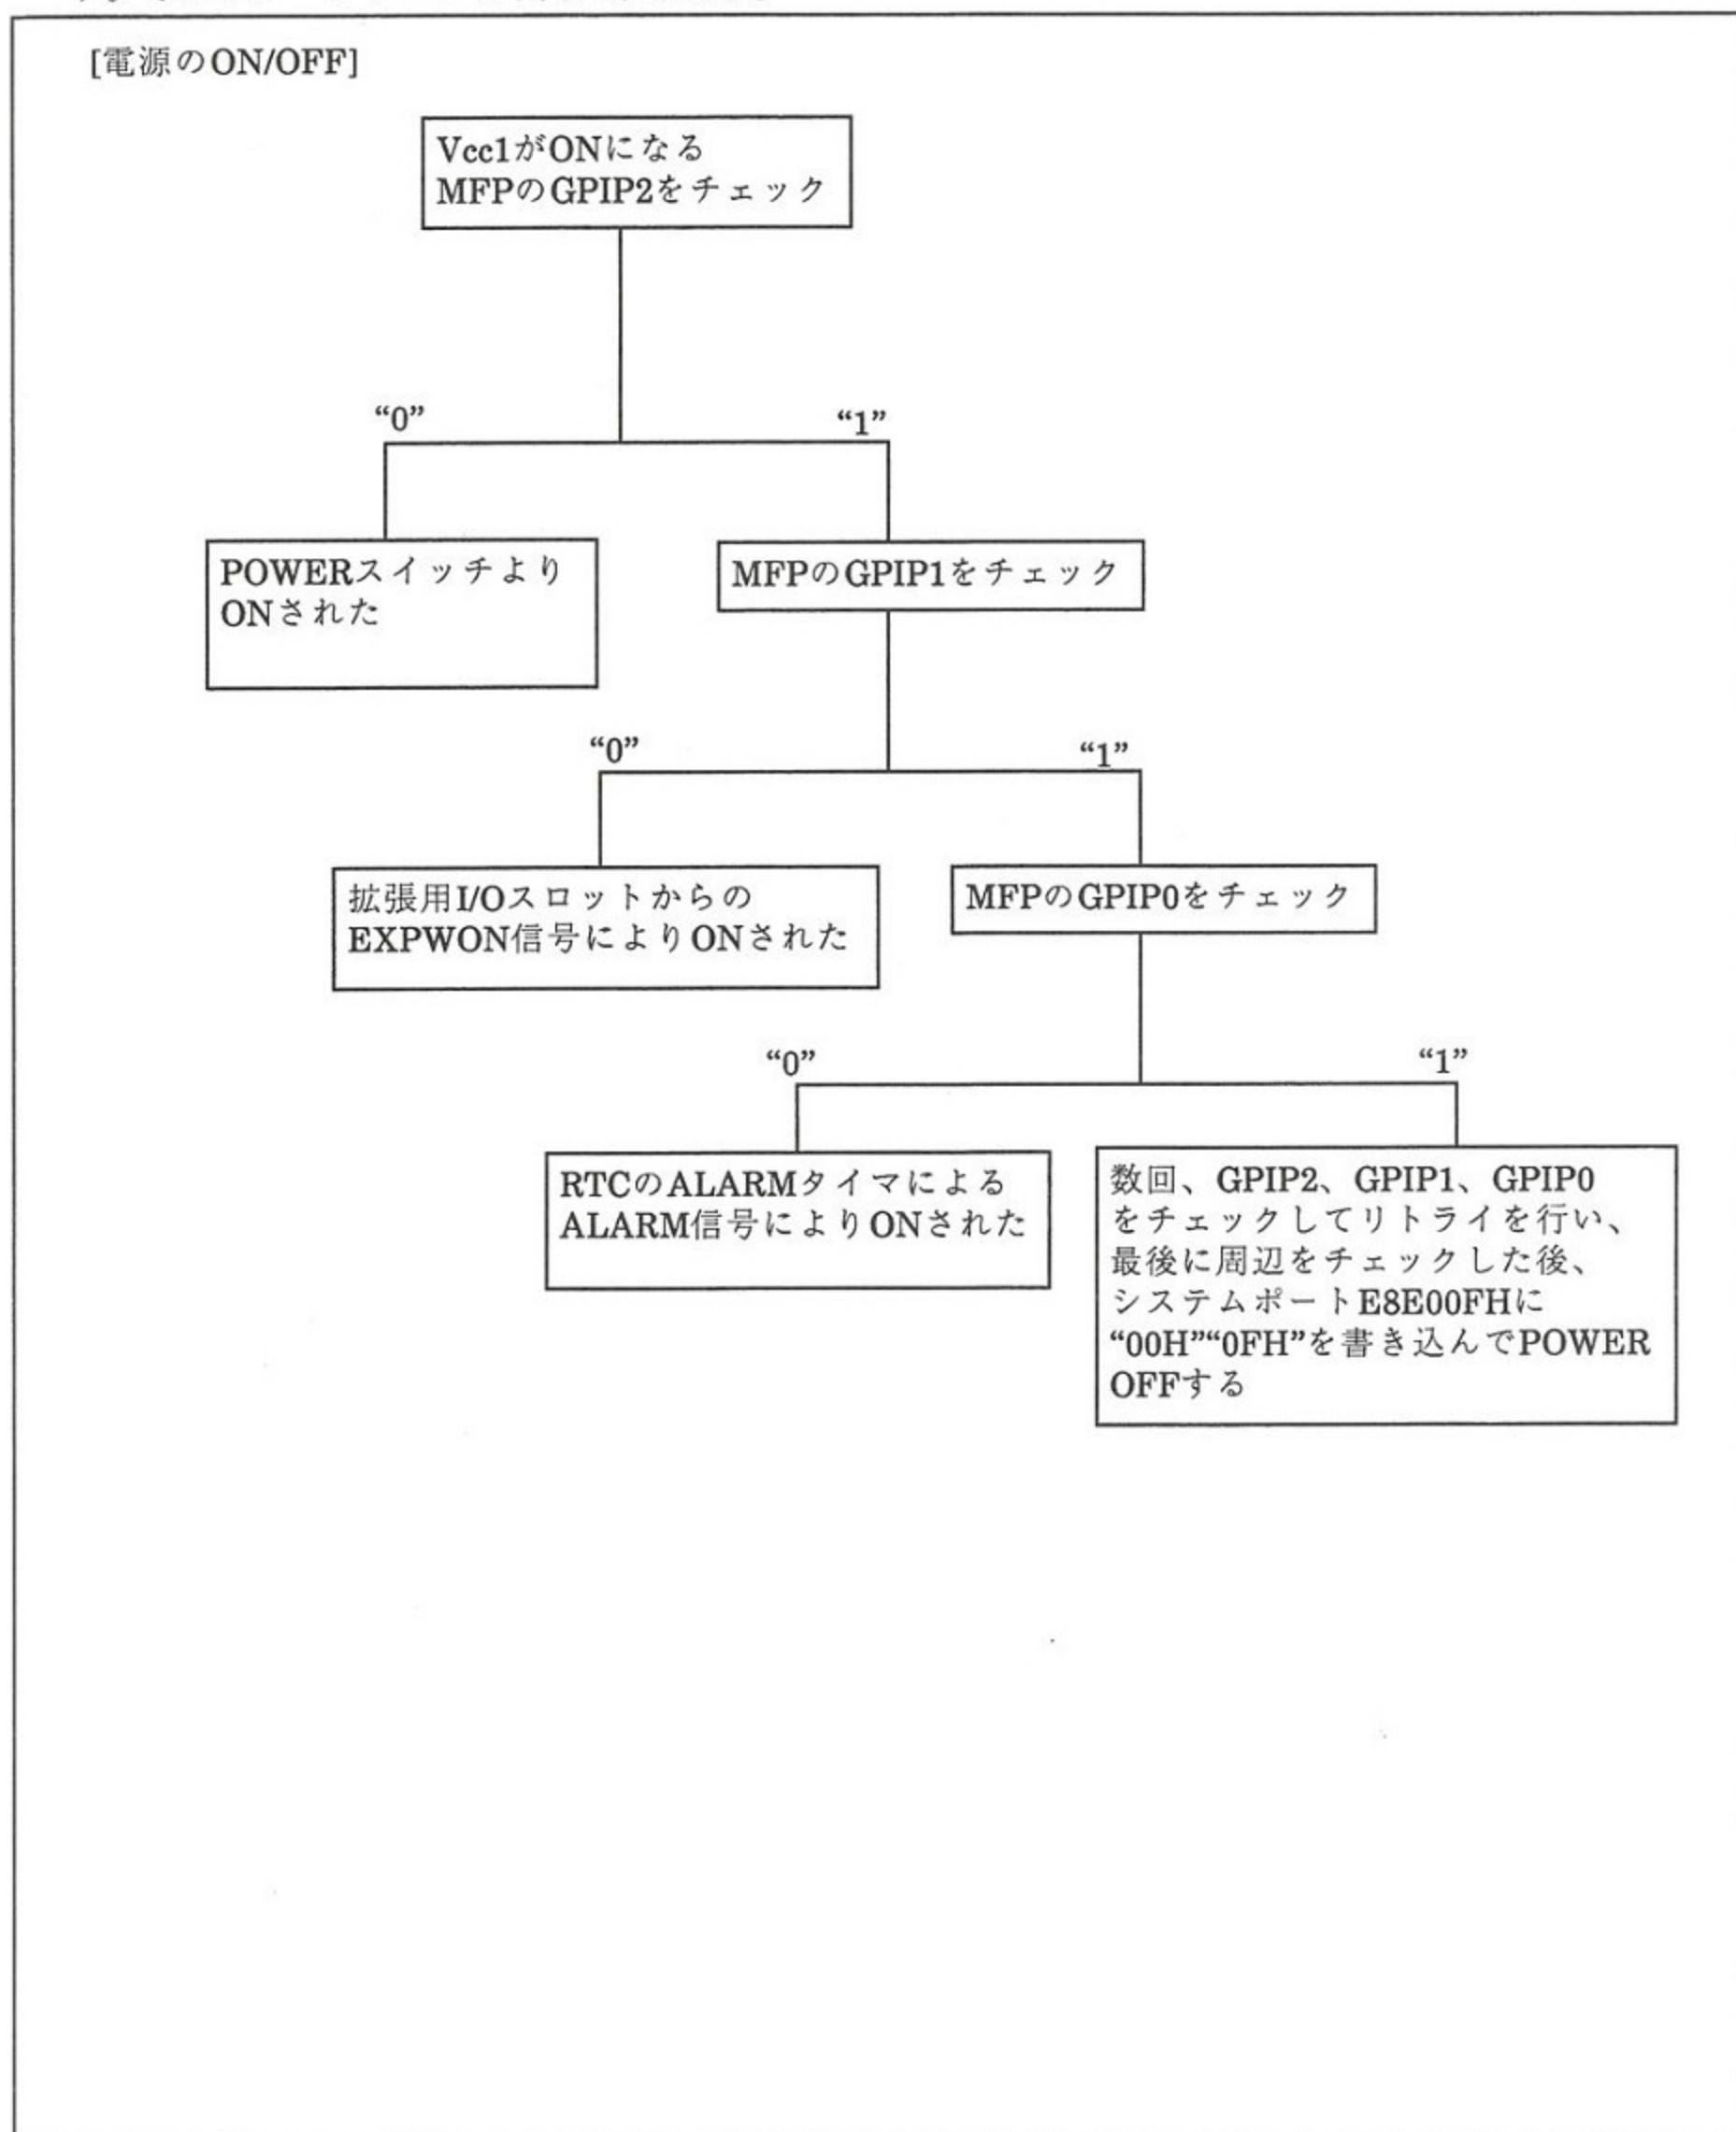 [電源のON/OFF]
Vcc1がONになる
MFPのGPIP2をチェック
“0”
“1”
POWERスイッチより
ONされた
MFPのGPIP1をチェック
“0”
“1”
拡張用I/Oスロットからの
EXPWON信号によりONされた
MFPのGPIP0をチェック
“0”
“1”
RTCのALARMタイマによる
ALARM信号によりONされた
数回、GPIP2、GPIP1、GPIP0
をチェックしてリトライを行い、
最後に周辺をチェックした後、
システムポートE8E00FHに
“00H”“0FH”を書き込んでPOWER
OFFする